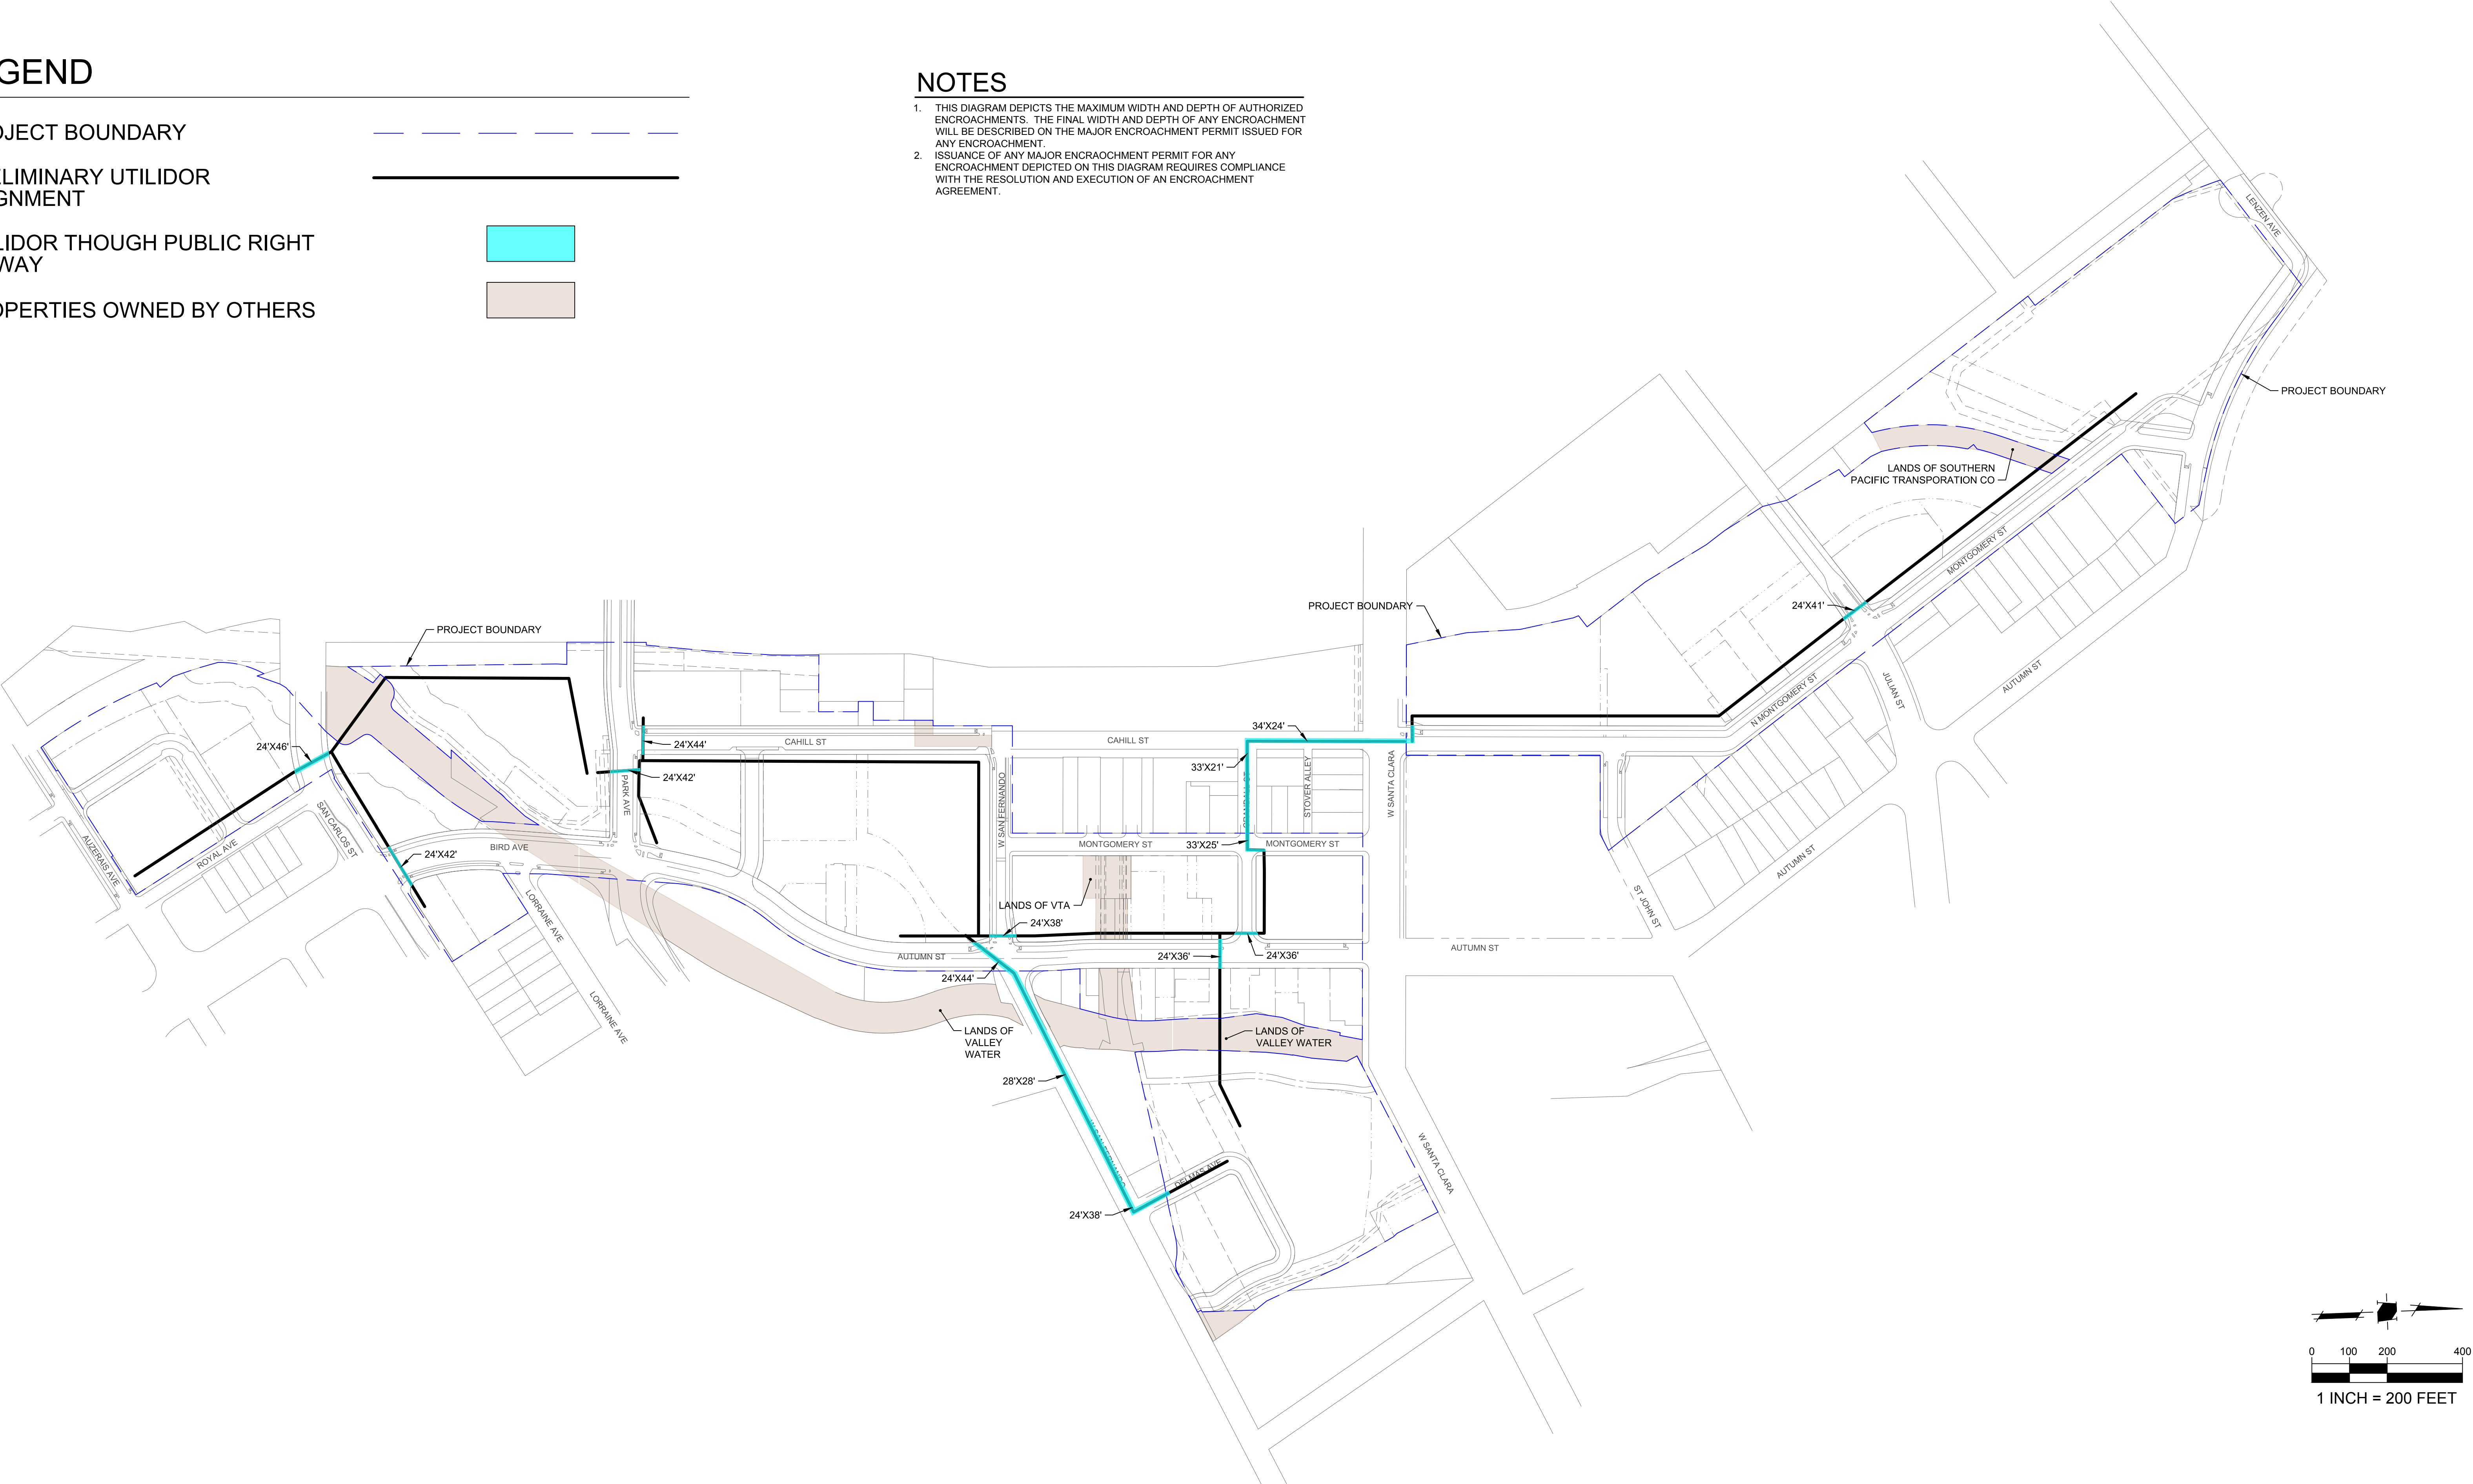 GEND
OJECT BOUNDARY
ELIMINARY UTILIDOR
GNMENT
LIDOR THOUGH PUBLIC RIGHT
WAY
OPERTIES OWNED BY OTHERS
NOTES
1. THIS DIAGRAM DEPICTS THE MAXIMUM WIDTH AND DEPTH OF AUTHORIZED
ENCROACHMENTS. THE FINAL WIDTH AND DEPTH OF ANY ENCROACHMENT
WILL BE DESCRIBED ON THE MAJOR ENCROACHMENT PERMIT ISSUED FOR
ANY ENCROACHMENT.
2. ISSUANCE OF ANY MAJOR ENCRAOCHMENT PERMIT FOR ANY
ENCROACHMENT DEPICTED ON THIS DIAGRAM REQUIRES COMPLIANCE
WITH THE RESOLUTION AND EXECUTION OF AN ENCROACHMENT
AGREEMENT.
LENZEN AVE
PROJECT BOUNDARY
LANDS OF SOUTHERN
PACIFIC TRANSPORATION CO
MONTGOMERY ST
24'X41'
PROJECT BOUNDARY
PROJECT BOUNDARY
AUTUMN ST
JULIAN ST
N MONTGOMERY ST
34'X24'
24'X46'
24'X44'
CAHILL ST
CAHILL ST
33'X21'
24'X42'
PARK AVE
W SAN FERNANDO
STOVER ALLEY
W SANTA CLARA
SAN CARLOS ST
AUZERAIS AVE
ROYAL AVE
24'X42'
BIRD AVE
MONTGOMERY ST
33'X25'
MONTGOMERY ST
AUTUMN ST
ST JOHN ST
LORRAINE AVE
LANDS OF VTA
24'X38'
AUTUMN ST
24'X36'
24'X36'
AUTUMN ST
24'X44'
LORRAINE AVE
LANDS OF
VALLEY
WATER
LANDS OF
VALLEY WATER
28'X28'
W SAN FERNANDO
DELMAS AVE
W SANTA CLARA
24'X38'
0 100 200 400
1 INCH = 200 FEET